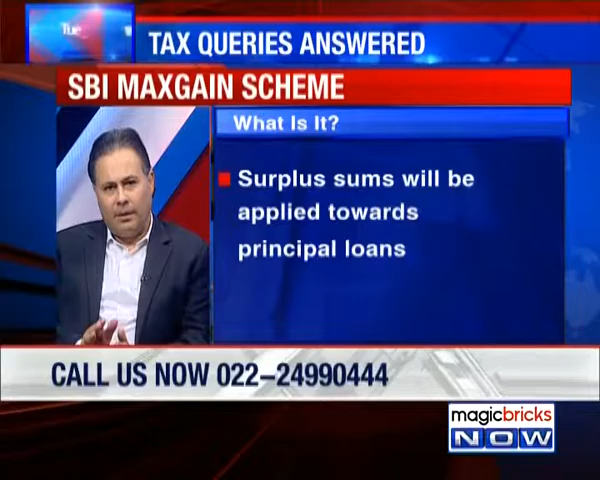 Tue
TAX QUERIES ANSWERED
SBI MAXGAIN SCHEME
What Is It?
Surplus sums will be
applied towards
principal loans
CALL US NOW 022–24990444
magicbricks
NOW